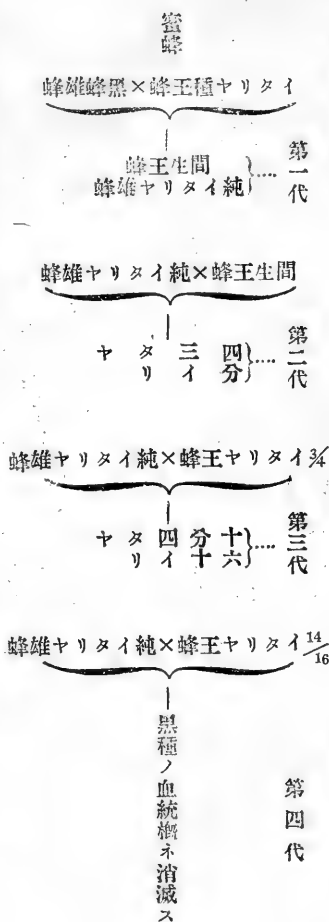 蜜蜂
イタリヤ種王蜂×黑蜂雄蜂
第一代
間生王蜂
純イタリヤ雄蜂
間生王蜂×純イタリヤ雄蜂
第二代
四分三イタリヤ
3/4イタリヤ王蜂×純イタリヤ雄蜂
第三代
十六分十四イタリヤ
14/16イタリヤ王蜂×純イタリヤ雄蜂
第四代
黑種ノ血統概ネ消滅ス